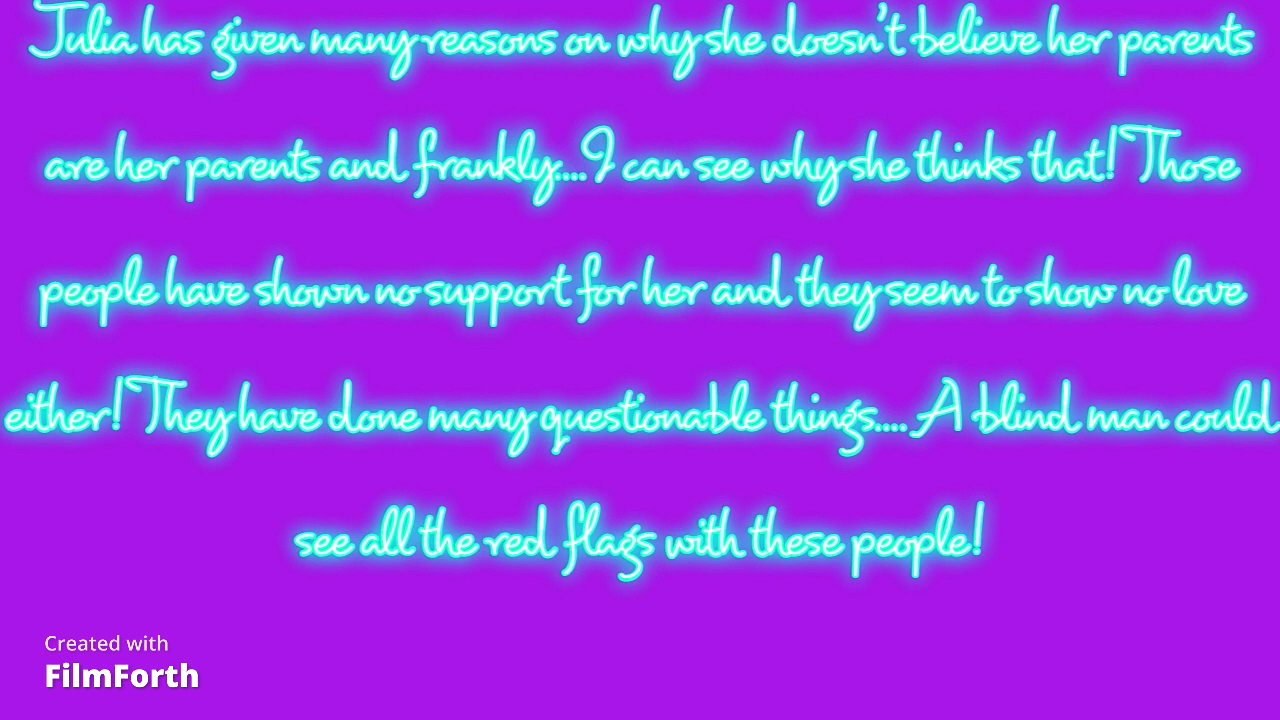 Julia has given many reasons on why she doesn't believe her parents
are her parents and frankly....I can see why she thinks that! Those
people have shown no support for her and they seem to show no love
either! They have done many questionable things.... A blind man could
see all the red flags with these people!
Created with
FilmForth